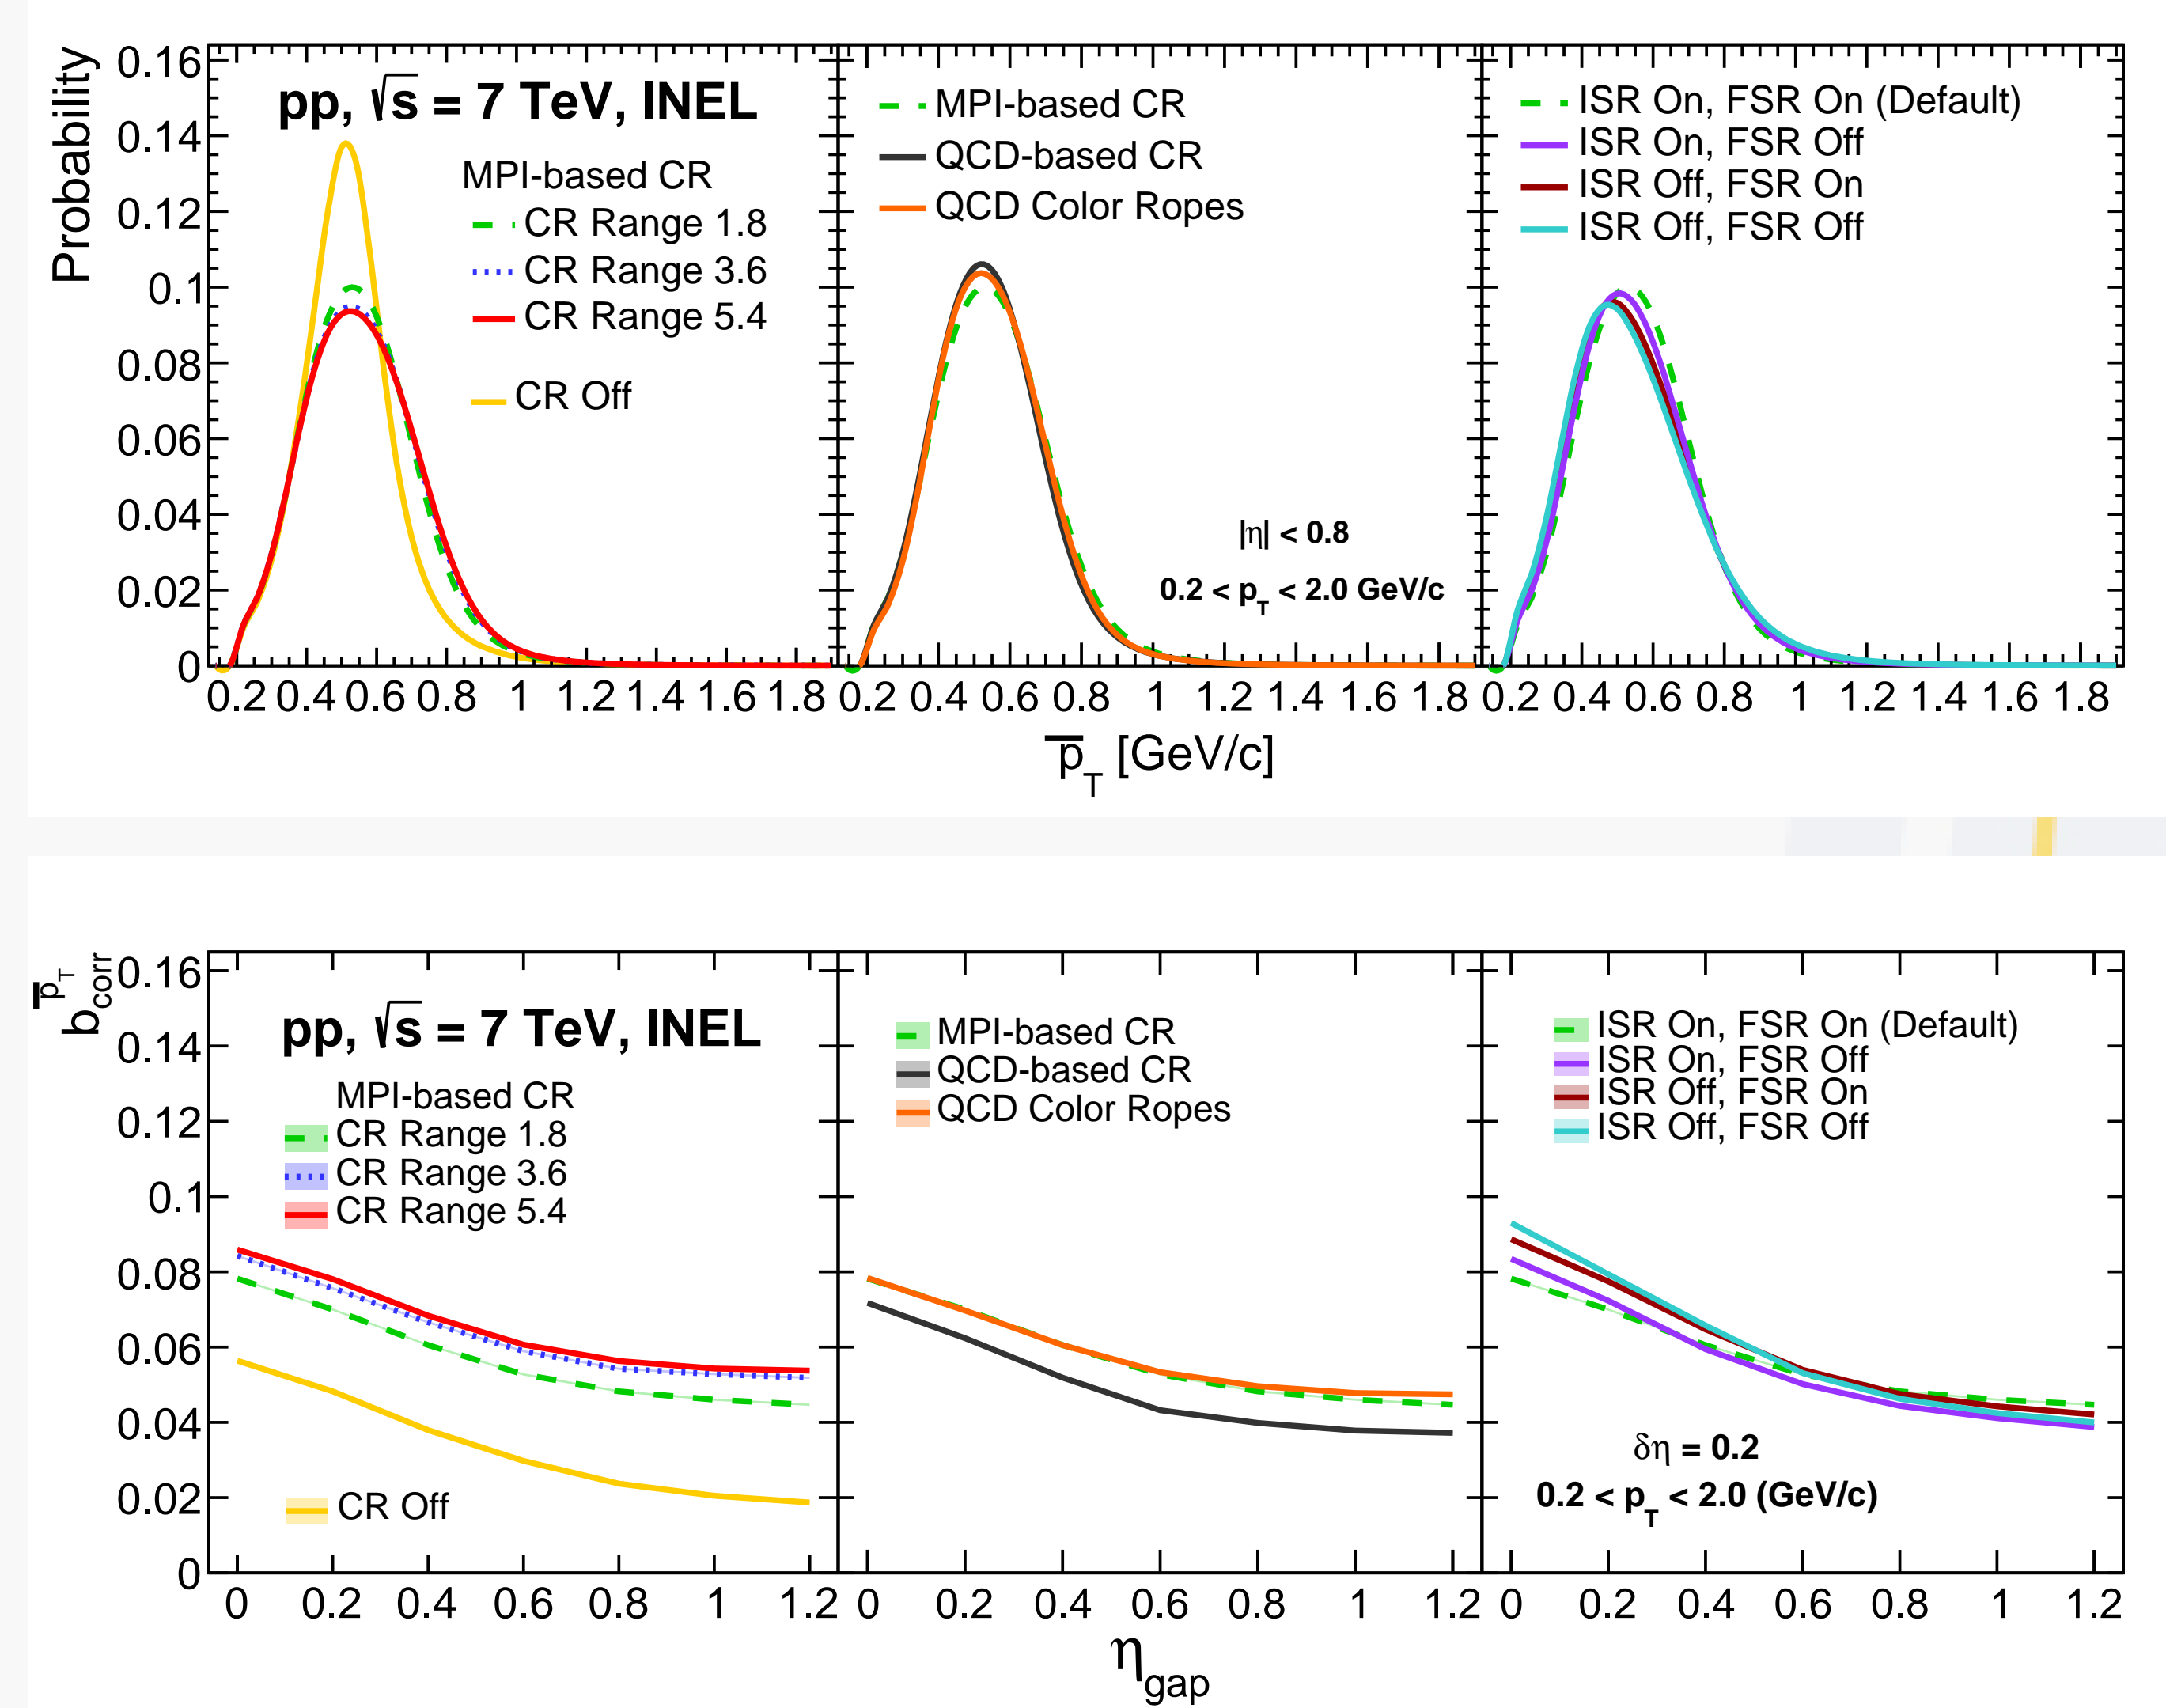 Probability
0.16
0.14
0.12
0.1
0.08
0.06
0.04
0.02
0
pp, √s = 7 TeV, INEL
MPI-based CR
CR Range 1.8
CR Range 3.6
CR Range 5.4
CR Off
MPI-based CR
QCD-based CR
QCD Color Ropes
|η| < 0.8
0.2 < p_T < 2.0 GeV/c
ISR On, FSR On (Default)
ISR On, FSR Off
ISR Off, FSR On
ISR Off, FSR Off
0.2 0.4 0.6 0.8 1 1.2 1.4 1.6 1.8 0.2 0.4 0.6 0.8 1 1.2 1.4 1.6 1.8 0.2 0.4 0.6 0.8 1 1.2 1.4 1.6 1.8
p̅_T [GeV/c]
b_corr^p̅_T
0.16
0.14
0.12
0.1
0.08
0.06
0.04
0.02
0
pp, √s = 7 TeV, INEL
MPI-based CR
CR Range 1.8
CR Range 3.6
CR Range 5.4
CR Off
MPI-based CR
QCD-based CR
QCD Color Ropes
ISR On, FSR On (Default)
ISR On, FSR Off
ISR Off, FSR On
ISR Off, FSR Off
δη = 0.2
0.2 < p_T < 2.0 (GeV/c)
0 0.2 0.4 0.6 0.8 1 1.2 0 0.2 0.4 0.6 0.8 1 1.2 0 0.2 0.4 0.6 0.8 1 1.2
η_gap